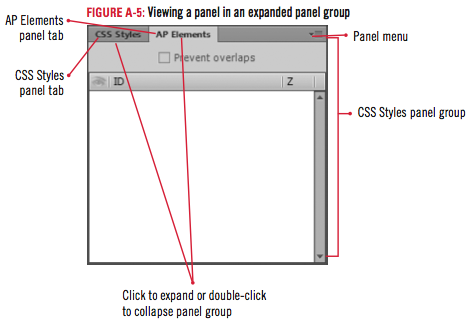 FIGURE A-5: Viewing a panel in an expanded panel group
AP Elements
panel tab
CSS Styles
panel tab
CSS Styles AP Elements
Prevent overlaps
ID Z
Panel menu
CSS Styles panel group
Click to expand or double-click
to collapse panel group